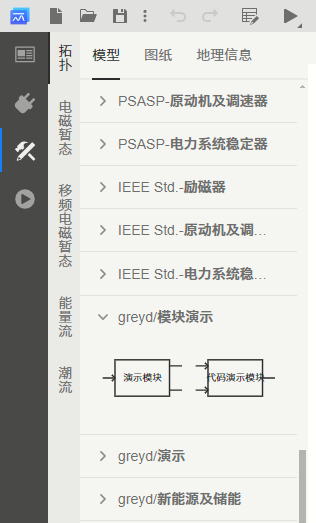 模型 图纸 地理信息
拓扑
电磁暂态
移频电磁暂态
能量流
潮流
PSASP-原动机及调速器
PSASP-电力系统稳定器
IEEE Std.-励磁器
IEEE Std.-原动机及调...
IEEE Std.-电力系统稳...
greyd/模块演示
演示模块 代码演示模块
greyd/演示
greyd/新能源及储能